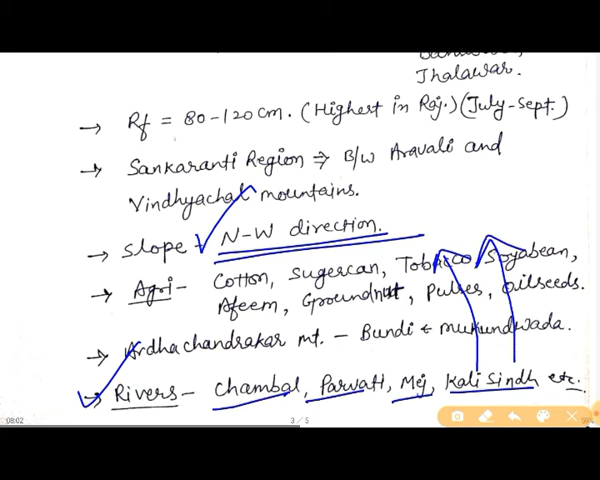 Jhalawar.
→ Rf = 80-120 cm. (Highest in Raj.) (July-Sept.)
→ Sankaranti Region ⇒ B/W Aravali and
Vindhyachal mountains.
→ Slope - N-W direction.
→ Agri - Cotton, Sugercan, Tobacco, Soyabean,
Afeem, Groundnut, Pulses, Oilseeds.
→ Ardhachandrakar mt. - Bundi & mukundwada.
→ Rivers - Chambal, Parvati, Mej, Kali Sindh etc.
08:02
3 / 5